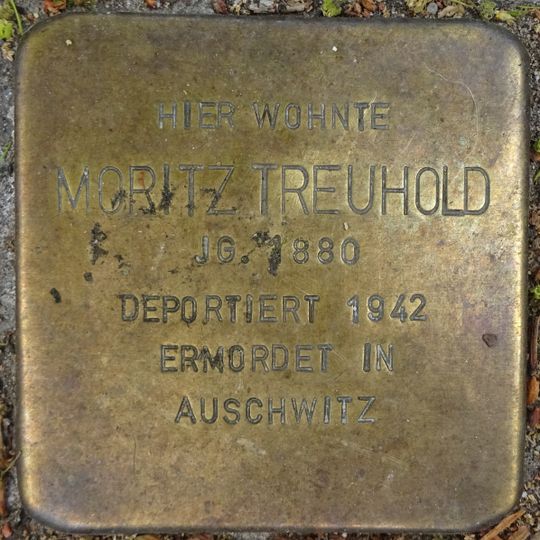 HIER WOHNTE
MORITZ TREUHOLD
JG. 1880
DEPORTIERT 1942
ERMORDET IN
AUSCHWITZ